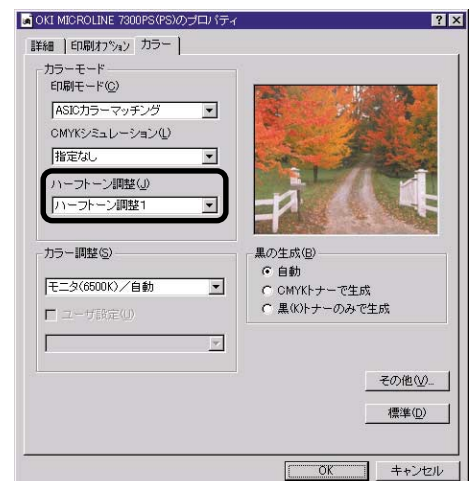 OKI MICROLINE 7300PS(PS)のプロパティ
詳細 印刷オプション カラー
カラーモード
印刷モード(C)
ASICカラーマッチング
CMYKシミュレーション(L)
指定なし
ハーフトーン調整(J)
ハーフトーン調整1
カラー調整(S)
モニタ(6500K)/自動
ユーザ設定(U)
黒の生成(B)
自動
CMYKトナーで生成
黒(K)トナーのみで生成
その他(V)...
標準(D)
OK キャンセル